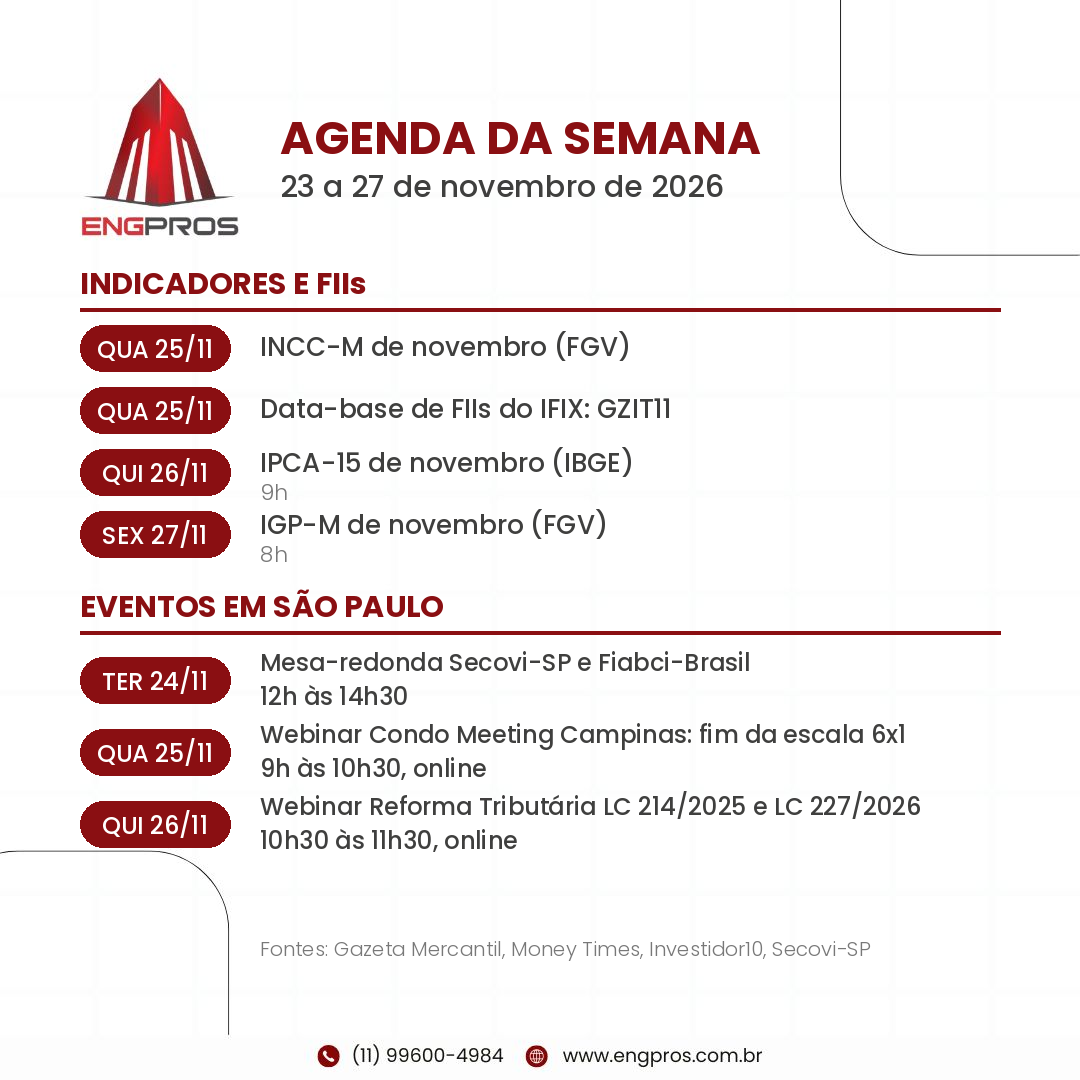 AGENDA DA SEMANA
23 a 27 de novembro de 2026
ENGPROS
INDICADORES E FIIs
QUA 25/11 INCC-M de novembro (FGV)
QUA 25/11 Data-base de FIIs do IFIX: GZIT11
QUI 26/11 IPCA-15 de novembro (IBGE)
9h
SEX 27/11 IGP-M de novembro (FGV)
8h
EVENTOS EM SÃO PAULO
TER 24/11 Mesa-redonda Secovi-SP e Fiabci-Brasil
12h às 14h30
QUA 25/11 Webinar Condo Meeting Campinas: fim da escala 6x1
9h às 10h30, online
QUI 26/11 Webinar Reforma Tributária LC 214/2025 e LC 227/2026
10h30 às 11h30, online
Fontes: Gazeta Mercantil, Money Times, Investidor10, Secovi-SP
(11) 99600-4984 www.engpros.com.br